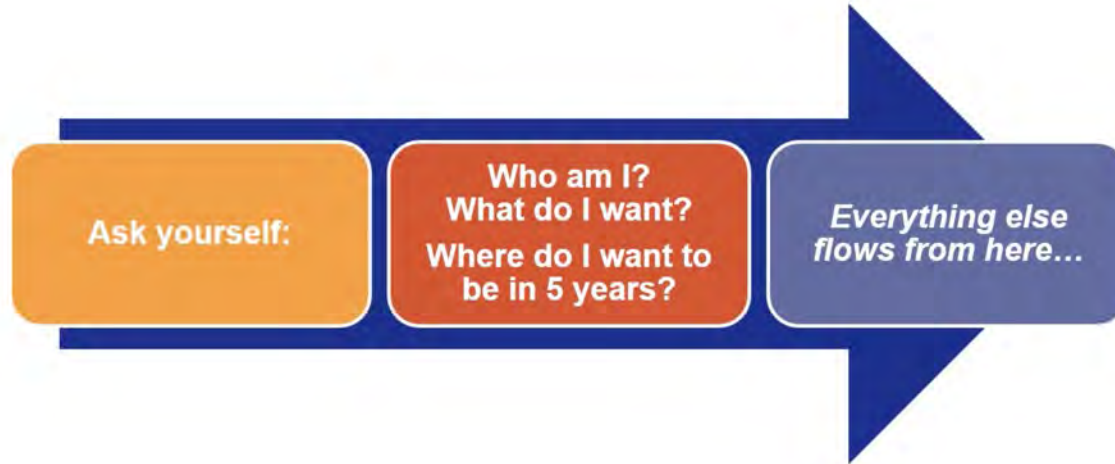 Ask yourself:
Who am I?
What do I want?
Where do I want to
be in 5 years?
Everything else
flows from here…